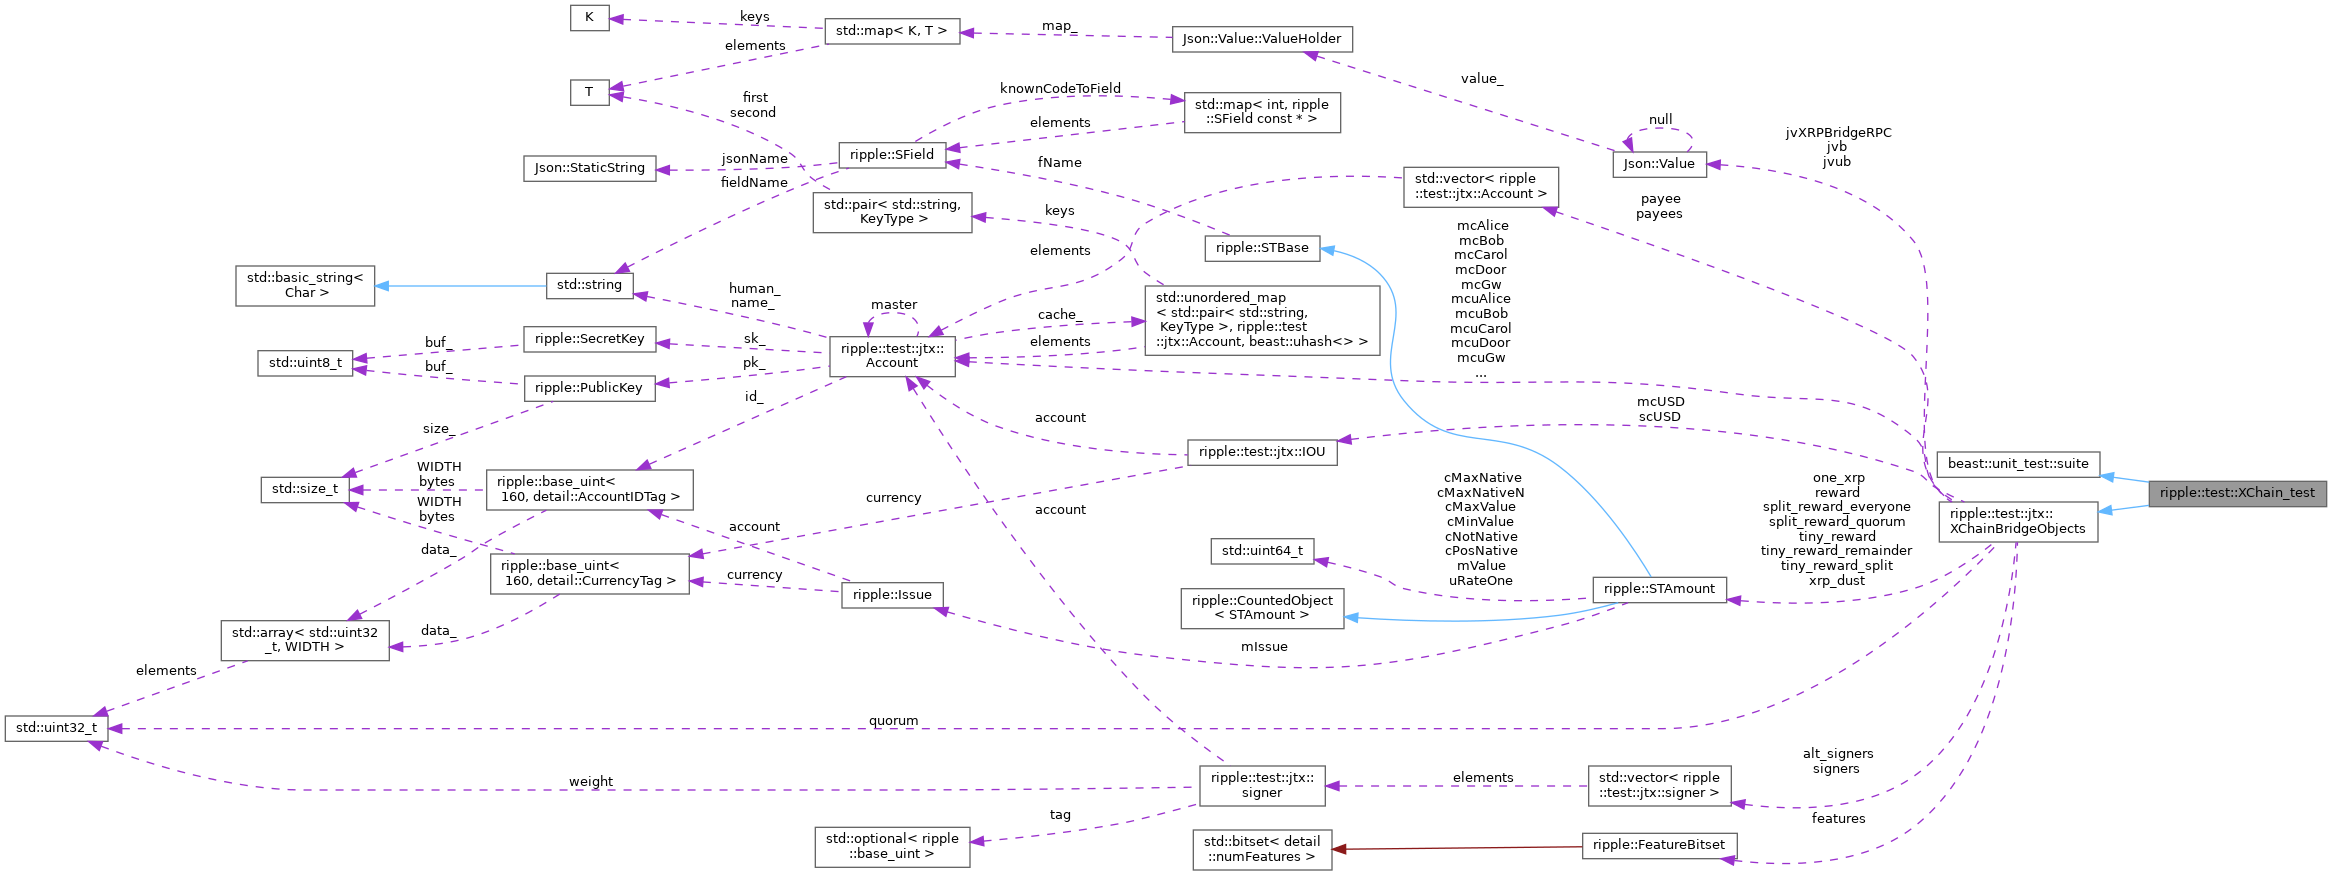 K
keys
std::map< K, T >
elements
map_
Json::Value::ValueHolder
value_
T
first
second
knownCodeToField
std::map< int, ripple
::SField const * >
elements
null
Json::Value
jvXRPBridgeRPC
jvb
jvub
Json::StaticString
jsonName
ripple::SField
fieldName
fName
std::vector< ripple
::test::jtx::Account >
payee
payees
std::pair< std::string,
KeyType >
keys
ripple::STBase
elements
mcAlice
mcBob
mcCarol
mcDoor
mcGw
mcuAlice
mcuBob
mcuCarol
mcuDoor
mcuGw
...
std::basic_string<
Char >
std::string
human_
name_
master
cache_
elements
std::unordered_map
< std::pair< std::string,
KeyType >, ripple::test
::jtx::Account, beast::uhash<> >
ripple::SecretKey
sk_
buf_
std::uint8_t
buf_
ripple::PublicKey
pk_
ripple::test::jtx::
Account
id_
size_
account
mcUSD
scUSD
ripple::test::jtx::IOU
WIDTH
bytes
std::size_t
WIDTH
bytes
ripple::base_uint<
160, detail::AccountIDTag >
currency
account
account
cMaxNative
cMaxNativeN
cMaxValue
cMinValue
cNotNative
cPosNative
mValue
uRateOne
one_xrp
reward
split_reward_everyone
split_reward_quorum
tiny_reward
tiny_reward_remainder
tiny_reward_split
xrp_dust
beast::unit_test::suite
ripple::test::XChain_test
ripple::test::jtx::
XChainBridgeObjects
data_
ripple::base_uint<
160, detail::CurrencyTag >
currency
ripple::Issue
std::uint64_t
ripple::STAmount
ripple::CountedObject
< STAmount >
mIssue
std::array< std::uint32
_t, WIDTH >
data_
elements
std::uint32_t
quorum
weight
ripple::test::jtx::
signer
elements
std::vector< ripple
::test::jtx::signer >
alt_signers
signers
tag
std::optional< ripple
::base_uint >
std::bitset< detail
::numFeatures >
ripple::FeatureBitset
features